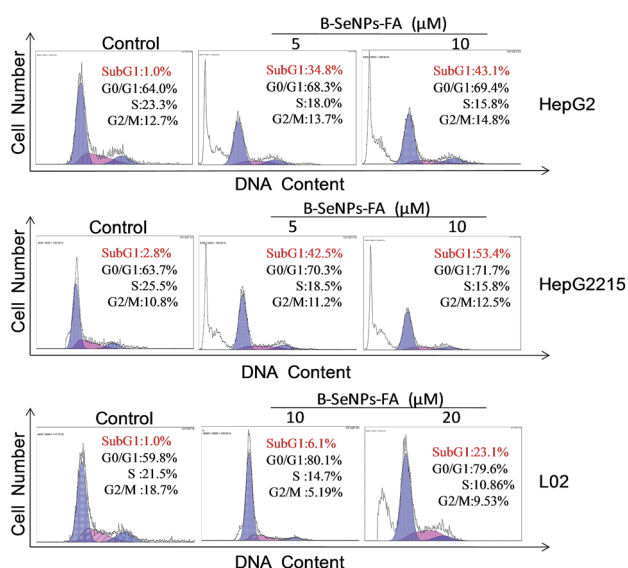 B-SeNPs-FA (μM)
Control 5 10
SubG1:1.0%
G0/G1:64.0%
S:23.3%
G2/M:12.7%
SubG1:34.8%
G0/G1:68.3%
S:18.0%
G2/M:13.7%
SubG1:43.1%
G0/G1:69.4%
S:15.8%
G2/M:14.8%
HepG2
Cell Number
DNA Content
B-SeNPs-FA (μM)
Control 5 10
SubG1:2.8%
G0/G1:63.7%
S:25.5%
G2/M:10.8%
SubG1:42.5%
G0/G1:70.3%
S:18.5%
G2/M:11.2%
SubG1:53.4%
G0/G1:71.7%
S:15.8%
G2/M:12.5%
HepG2215
Cell Number
DNA Content
B-SeNPs-FA (μM)
Control 10 20
SubG1:1.0%
G0/G1:59.8%
S :21.5%
G2/M :18.7%
SubG1:6.1%
G0/G1:80.1%
S :14.7%
G2/M :5.19%
SubG1:23.1%
G0/G1:79.6%
S:10.86%
G2/M:9.53%
L02
Cell Number
DNA Content